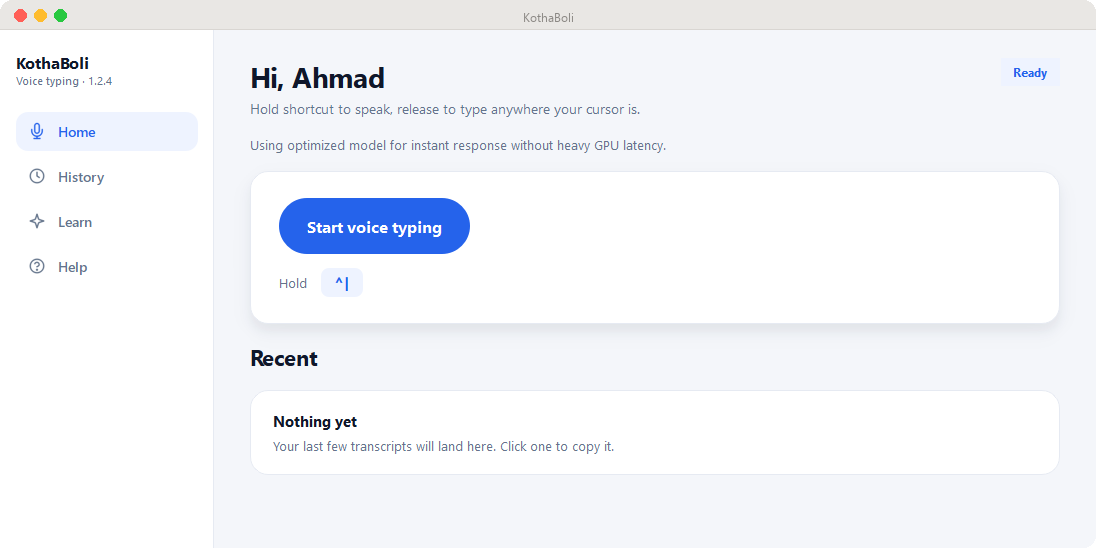 KothaBoli
KothaBoli
Voice typing · 1.2.4
Home
History
Learn
Help
Hi, Ahmad
Ready
Hold shortcut to speak, release to type anywhere your cursor is.
Using optimized model for instant response without heavy GPU latency.
Start voice typing
Hold ^|
Recent
Nothing yet
Your last few transcripts will land here. Click one to copy it.